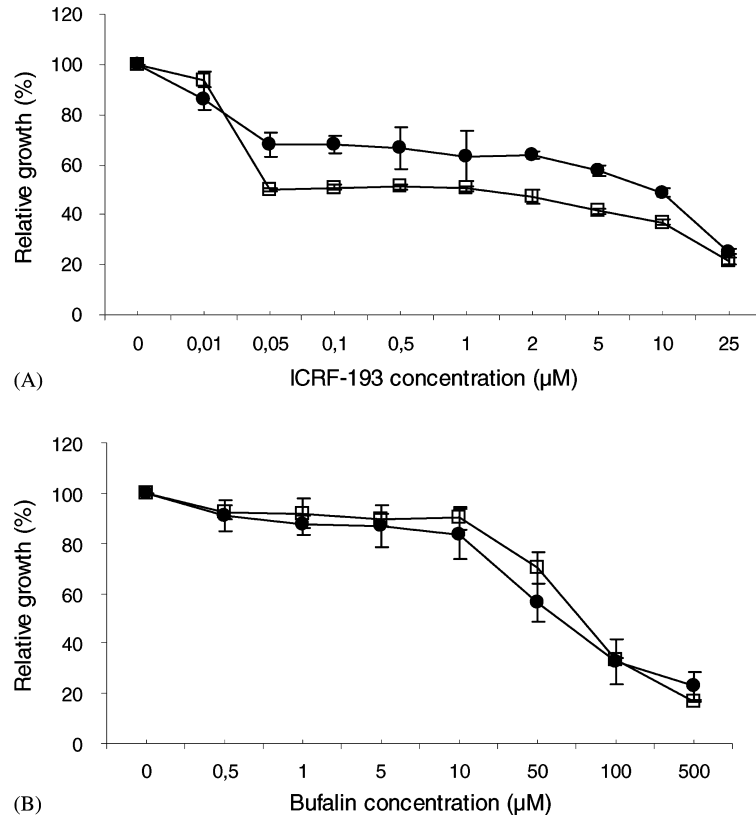 120
100
80
60
40
20
0
Relative growth (%)
0 0,01 0,05 0,1 0,5 1 2 5 10 25
(A)
ICRF-193 concentration (µM)
120
100
80
60
40
20
0
Relative growth (%)
0 0,5 1 5 10 50 100 500
(B)
Bufalin concentration (µM)